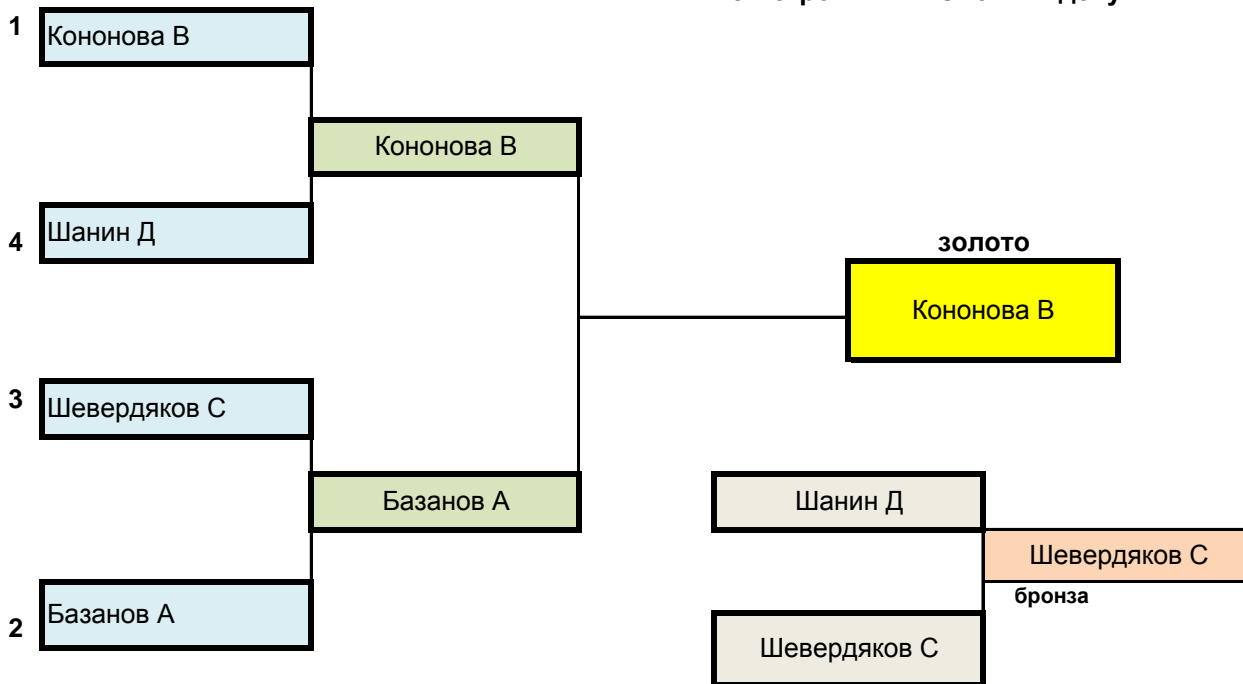 1
Кононова В
Кононова В
4
Шанин Д
золото
Кононова В
3
Шевердяков С
Базанов А
Шанин Д
Шевердяков С
бронза
2
Базанов А
Шевердяков С